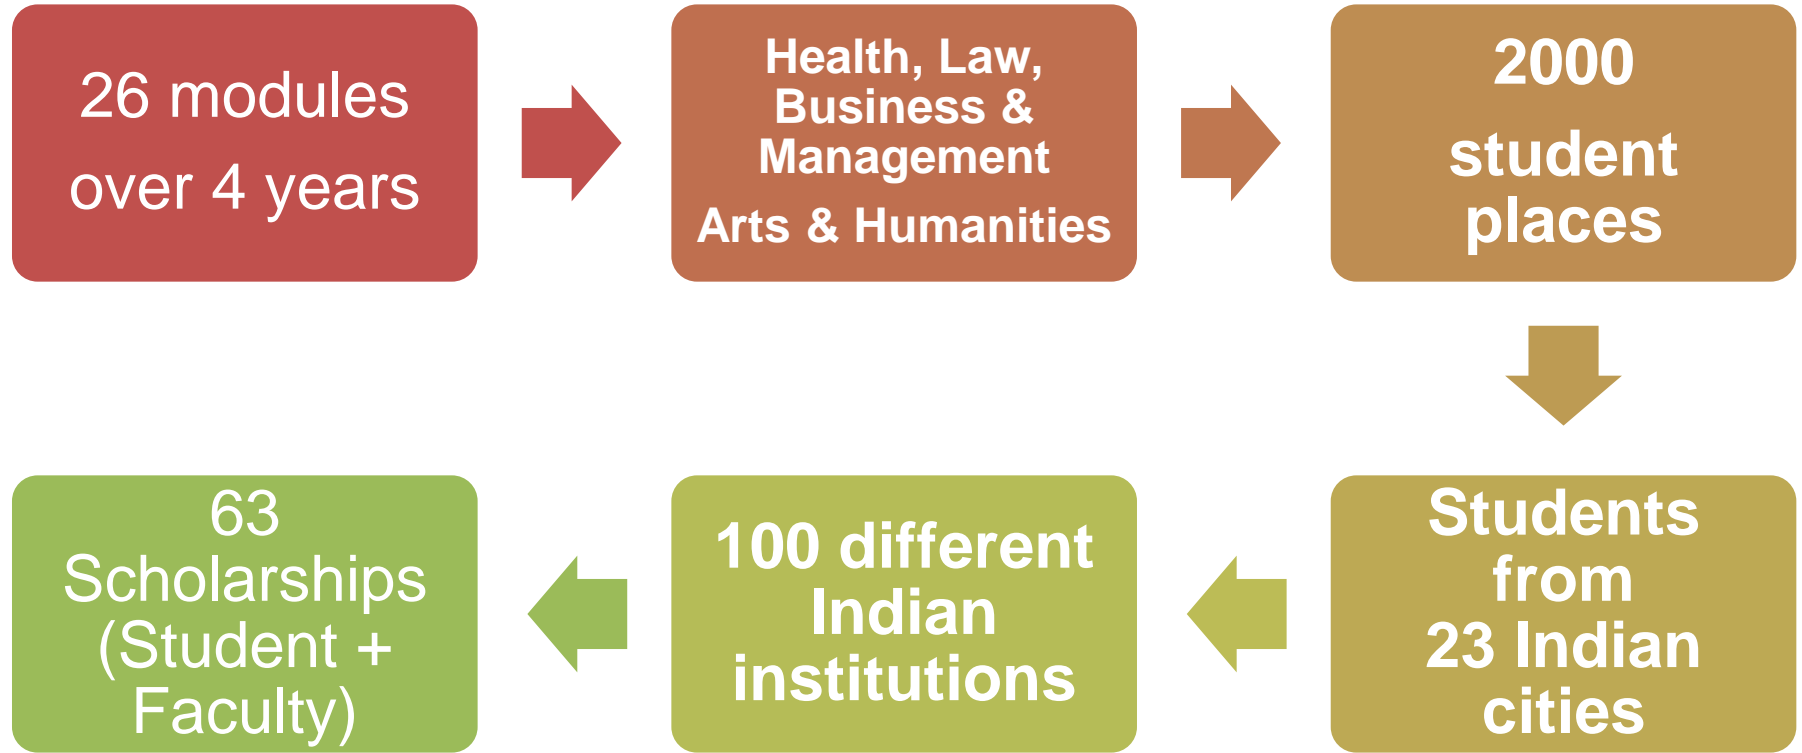 26 modules
over 4 years
Health, Law,
Business &
Management
Arts & Humanities
2000
student
places
Students
from
23 Indian
cities
100 different
Indian
institutions
63
Scholarships
(Student +
Faculty)